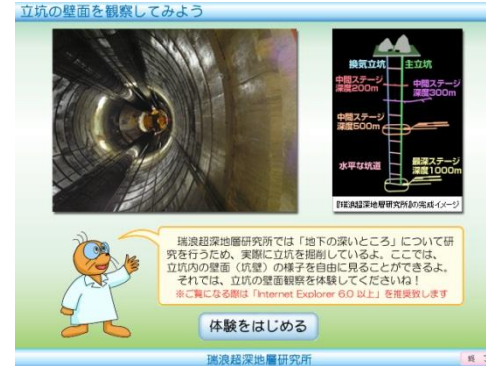 立坑の壁面を観察してみよう
換気立坑 主立坑
中間ステージ
深度200m
中間ステージ
深度300m
中間ステージ
深度500m
水平な坑道
最深ステージ
深度1000m
『瑞浪超深地層研究所』の完成イメージ
瑞浪超深地層研究所では「地下の深いところ」について研
究を行うため、実際に立坑を掘削しているよ。ここでは、
立坑内の壁面（坑壁）の様子を自由に見ることができるよ。
それでは、立坑の壁面観察を体験してくださいね！
※ご覧になる際は「Internet Explorer 6.0 以上」を推奨致します
体験をはじめる
瑞浪超深地層研究所